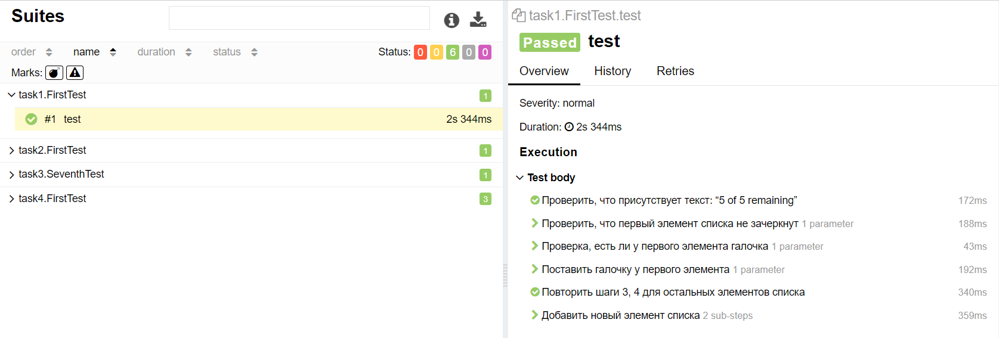 Suites
order name duration status Status: 0 0 6 0 0
Marks:
task1.FirstTest 1
#1 test 2s 344ms
task2.FirstTest 1
task3.SeventhTest 1
task4.FirstTest 3
task1.FirstTest.test
Passed test
Overview History Retries
Severity: normal
Duration: 2s 344ms
Execution
Test body
Проверить, что присутствует текст: “5 of 5 remaining” 172ms
Проверить, что первый элемент списка не зачеркнут 1 parameter 188ms
Проверка, есть ли у первого элемента галочка 1 parameter 43ms
Поставить галочку у первого элемента 1 parameter 192ms
Повторить шаги 3, 4 для остальных элементов списка 340ms
Добавить новый элемент списка 2 sub-steps 359ms